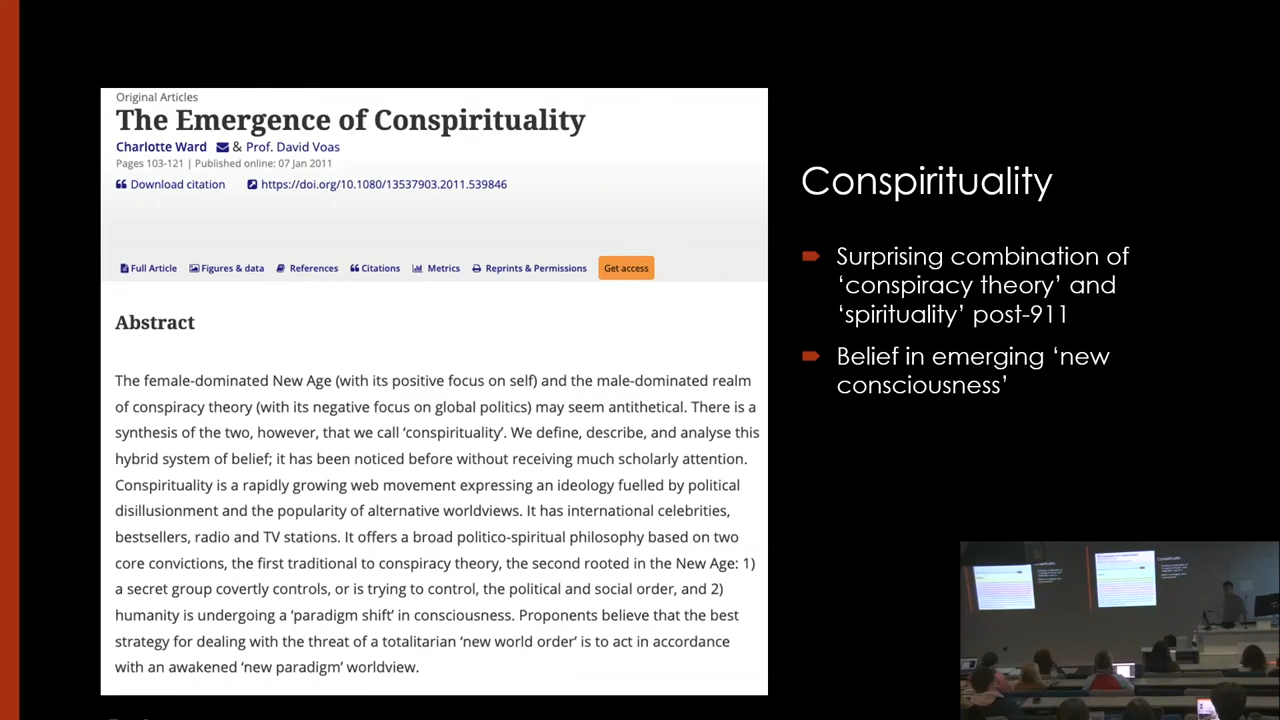 Original Articles
The Emergence of Conspirituality
Charlotte Ward & Prof. David Voas
Pages 103-121 | Published online: 07 Jan 2011
Download citation https://doi.org/10.1080/13537903.2011.539846
Full Article Figures & data References Citations Metrics Reprints & Permissions Get access
Abstract
The female-dominated New Age (with its positive focus on self) and the male-dominated realm
of conspiracy theory (with its negative focus on global politics) may seem antithetical. There is a
synthesis of the two, however, that we call ‘conspirituality’. We define, describe, and analyse this
hybrid system of belief; it has been noticed before without receiving much scholarly attention.
Conspirituality is a rapidly growing web movement expressing an ideology fuelled by political
disillusionment and the popularity of alternative worldviews. It has international celebrities,
bestsellers, radio and TV stations. It offers a broad politico-spiritual philosophy based on two
core convictions, the first traditional to conspiracy theory, the second rooted in the New Age: 1)
a secret group covertly controls, or is trying to control, the political and social order, and 2)
humanity is undergoing a ‘paradigm shift’ in consciousness. Proponents believe that the best
strategy for dealing with the threat of a totalitarian ‘new world order’ is to act in accordance
with an awakened ‘new paradigm’ worldview.
Conspirituality
Surprising combination of
‘conspiracy theory’ and
‘spirituality’ post-911
Belief in emerging ‘new
consciousness’